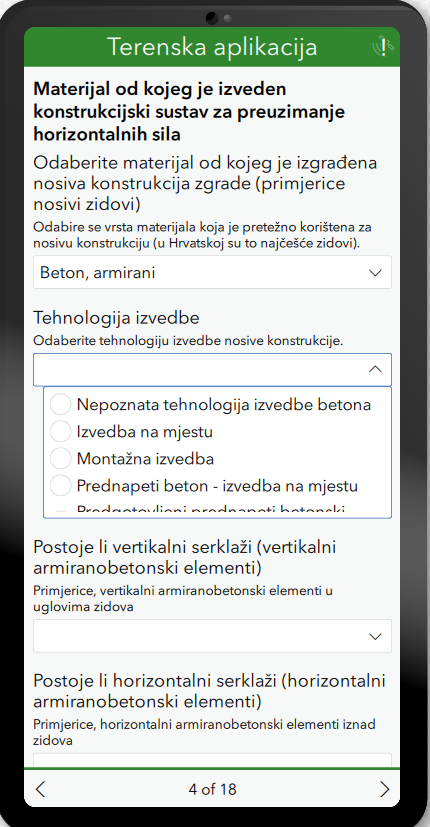 Terenska aplikacija
Materijal od kojeg je izveden
konstrukcijski sustav za preuzimanje
horizontalnih sila
Odaberite materijal od kojeg je izgrađena
nosiva konstrukcija zgrade (primjerice
nosivi zidovi)
Odabire se vrsta materijala koja je pretežno korištena za
nosivu konstrukciju (u Hrvatskoj su to najčešće zidovi).
Beton, armirani
Tehnologija izvedbe
Odaberite tehnologiju izvedbe nosive konstrukcije.
Nepoznata tehnologija izvedbe betona
Izvedba na mjestu
Montažna izvedba
Prednapeti beton - izvedba na mjestu
Predgotovljeni prednapeti betonski
Postoje li vertikalni serklaži (vertikalni
armiranobetonski elementi)
Primjerice, vertikalni armiranobetonski elementi u
uglovima zidova
Postoje li horizontalni serklaži (horizontalni
armiranobetonski elementi)
Primjerice, horizontalni armiranobetonski elementi iznad
zidova
4 of 18